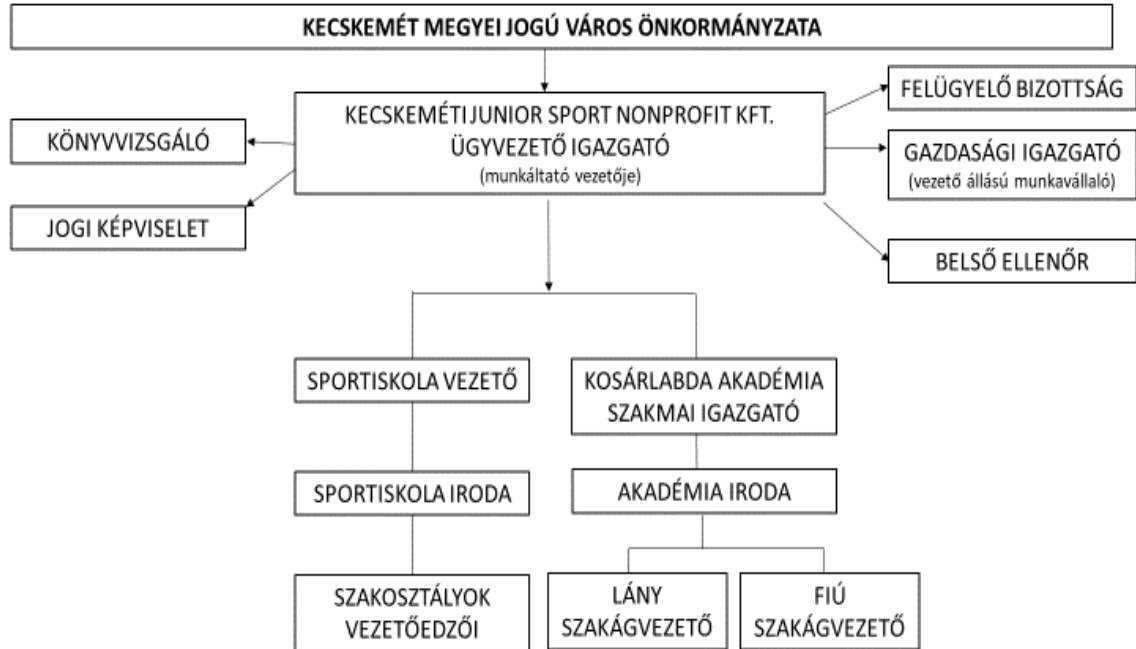 KECSKEMÉT MEGYEI JOGÚ VÁROS ÖNKORMÁNYZATA
KECSKEMÉTI JUNIOR SPORT NONPROFIT KFT.
ÜGYVEZETŐ IGAZGATÓ
(munkáltató vezetője)
KÖNYVVIZSGÁLÓ
JOGI KÉPVISELET
FELÜGYELŐ BIZOTTSÁG
GAZDASÁGI IGAZGATÓ
(vezető állású munkavállaló)
BELSŐ ELLENŐR
SPORTISKOLA VEZETŐ
KOSÁRLABDA AKADÉMIA
SZAKMAI IGAZGATÓ
SPORTISKOLA IRODA
AKADÉMIA IRODA
SZAKOSZTÁLYOK
VEZETŐEDZŐI
LÁNY
SZAKÁGVEZETŐ
FIÚ
SZAKÁGVEZETŐ